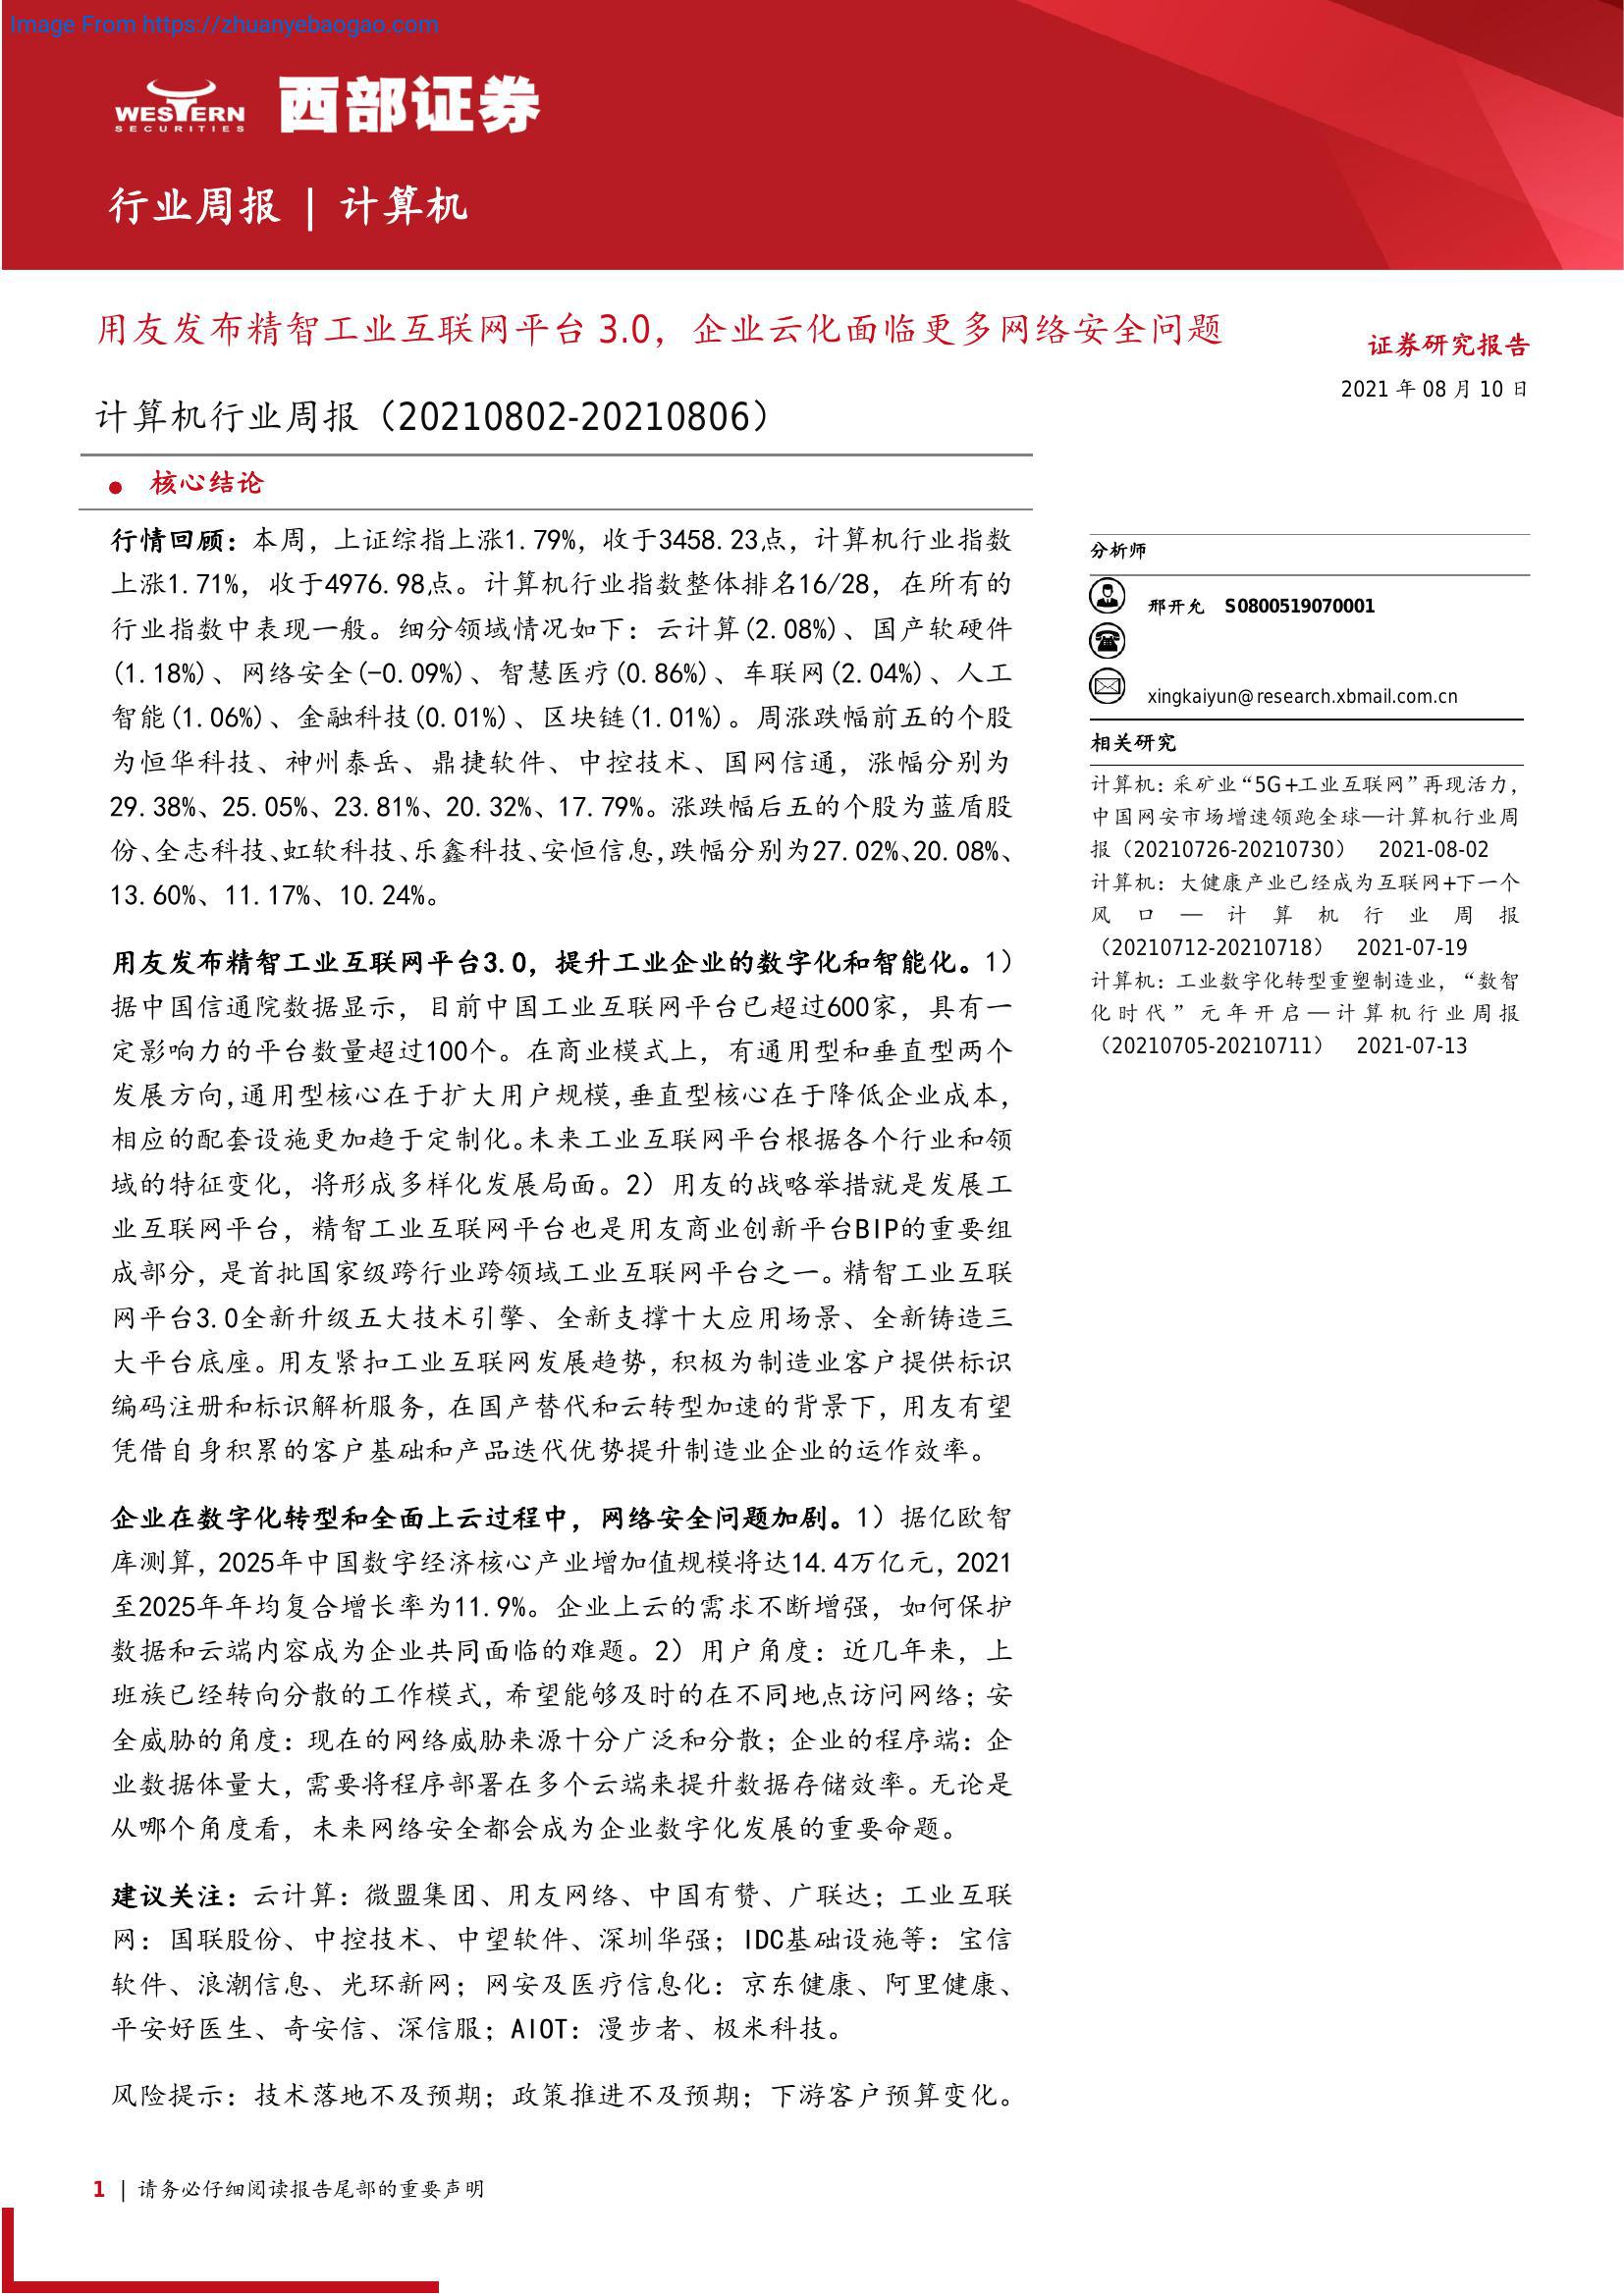 Image From https://zhuanyebaogao.com
WESTERN
SECURITIES
西部证券
行业周报 | 计算机
用友发布精智工业互联网平台 3.0，企业云化面临更多网络安全问题
计算机行业周报（20210802-20210806）
证券研究报告
2021 年 08 月 10 日
● 核心结论
行情回顾：本周，上证综指上涨1.79%，收于3458.23点，计算机行业指数
上涨1.71%，收于4976.98点。计算机行业指数整体排名16/28，在所有的
行业指数中表现一般。细分领域情况如下：云计算(2.08%)、国产软硬件
(1.18%)、网络安全(-0.09%)、智慧医疗(0.86%)、车联网(2.04%)、人工
智能(1.06%)、金融科技(0.01%)、区块链(1.01%)。周涨跌幅前五的个股
为恒华科技、神州泰岳、鼎捷软件、中控技术、国网信通，涨幅分别为
29.38%、25.05%、23.81%、20.32%、17.79%。涨跌幅后五的个股为蓝盾股
份、全志科技、虹软科技、乐鑫科技、安恒信息，跌幅分别为27.02%、20.08%、
13.60%、11.17%、10.24%。
用友发布精智工业互联网平台3.0，提升工业企业的数字化和智能化。1）
据中国信通院数据显示，目前中国工业互联网平台已超过600家，具有一
定影响力的平台数量超过100个。在商业模式上，有通用型和垂直型两个
发展方向，通用型核心在于扩大用户规模，垂直型核心在于降低企业成本，
相应的配套设施更加趋于定制化。未来工业互联网平台根据各个行业和领
域的特征变化，将形成多样化发展局面。2）用友的战略举措就是发展工
业互联网平台，精智工业互联网平台也是用友商业创新平台BIP的重要组
成部分，是首批国家级跨行业跨领域工业互联网平台之一。精智工业互联
网平台3.0全新升级五大技术引擎、全新支撑十大应用场景、全新铸造三
大平台底座。用友紧扣工业互联网发展趋势，积极为制造业客户提供标识
编码注册和标识解析服务，在国产替代和云转型加速的背景下，用友有望
凭借自身积累的客户基础和产品迭代优势提升制造业企业的运作效率。
企业在数字化转型和全面上云过程中，网络安全问题加剧。1）据亿欧智
库测算，2025年中国数字经济核心产业增加值规模将达14.4万亿元，2021
至2025年年均复合增长率为11.9%。企业上云的需求不断增强，如何保护
数据和云端内容成为企业共同面临的难题。2）用户角度：近几年来，上
班族已经转向分散的工作模式，希望能够及时的在不同地点访问网络；安
全威胁的角度：现在的网络威胁来源十分广泛和分散；企业的程序端：企
业数据体量大，需要将程序部署在多个云端来提升数据存储效率。无论是
从哪个角度看，未来网络安全都会成为企业数字化发展的重要命题。
建议关注：云计算：微盟集团、用友网络、中国有赞、广联达；工业互联
网：国联股份、中控技术、中望软件、深圳华强；IDC基础设施等：宝信
软件、浪潮信息、光环新网；网安及医疗信息化：京东健康、阿里健康、
平安好医生、奇安信、深信服；AIOT：漫步者、极米科技。
风险提示：技术落地不及预期；政策推进不及预期；下游客户预算变化。
分析师
邢开允 S0800519070001
xingkaiyun@research.xbmail.com.cn
相关研究
计算机：采矿业“5G+工业互联网”再现活力，
中国网安市场增速领跑全球—计算机行业周
报（20210726-20210730） 2021-08-02
计算机：大健康产业已经成为互联网+下一个
风口—计算机行业周报
（20210712-20210718） 2021-07-19
计算机：工业数字化转型重塑制造业，“数智
化时代”元年开启—计算机行业周报
（20210705-20210711） 2021-07-13
1 | 请务必仔细阅读报告尾部的重要声明